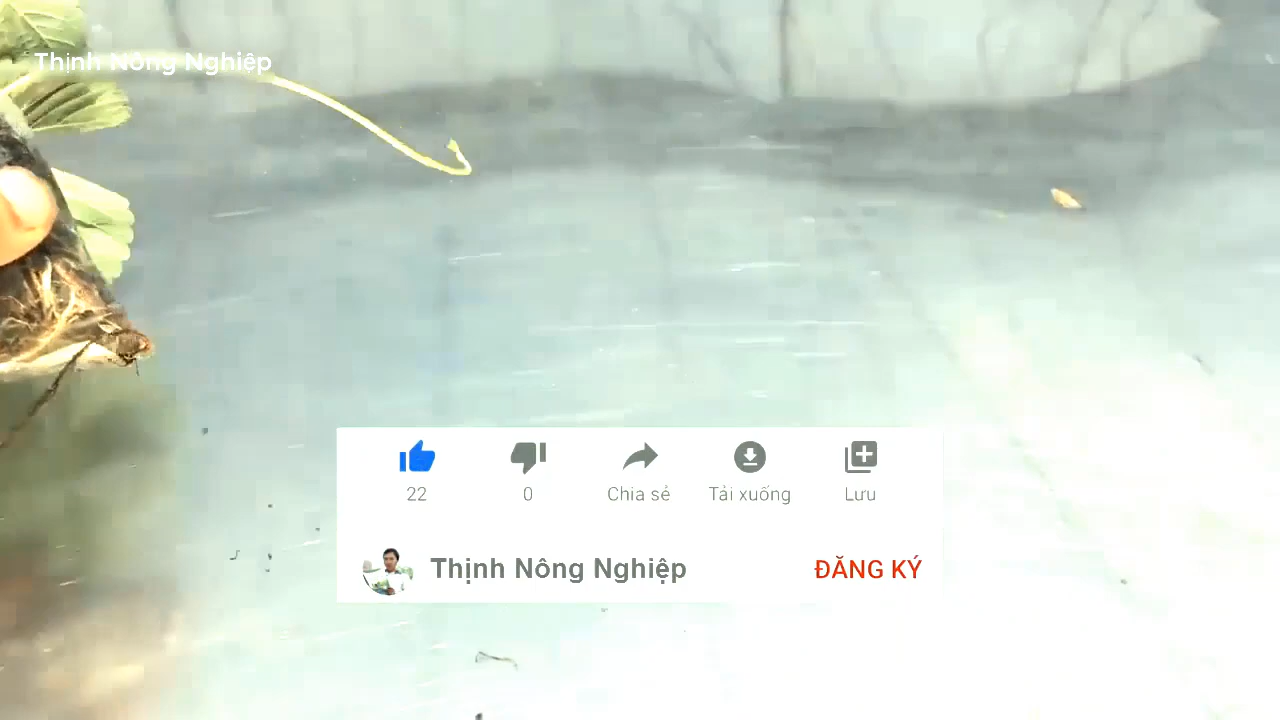 Thịnh Nông Nghiệp
22 0 Chia sẻ Tải xuống Lưu
Thịnh Nông Nghiệp ĐĂNG KÝ